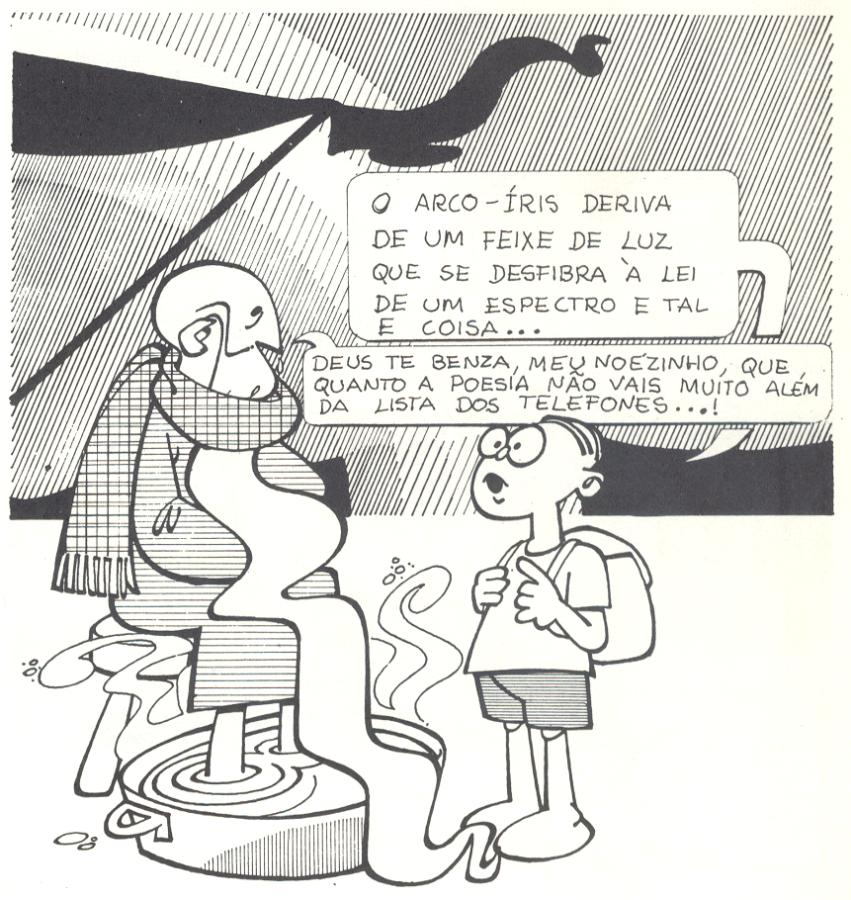 O ARCO-ÍRIS DERIVA
DE UM FEIXE DE LUZ
QUE SE DESFIBRA À LEI
DE UM ESPECTRO E TAL
E COISA...
DEUS TE BENZA, MEU NOÉZINHO, QUE,
QUANTO A POESIA NÃO VAIS MUITO ALÉM
DA LISTA DOS TELEFONES...!